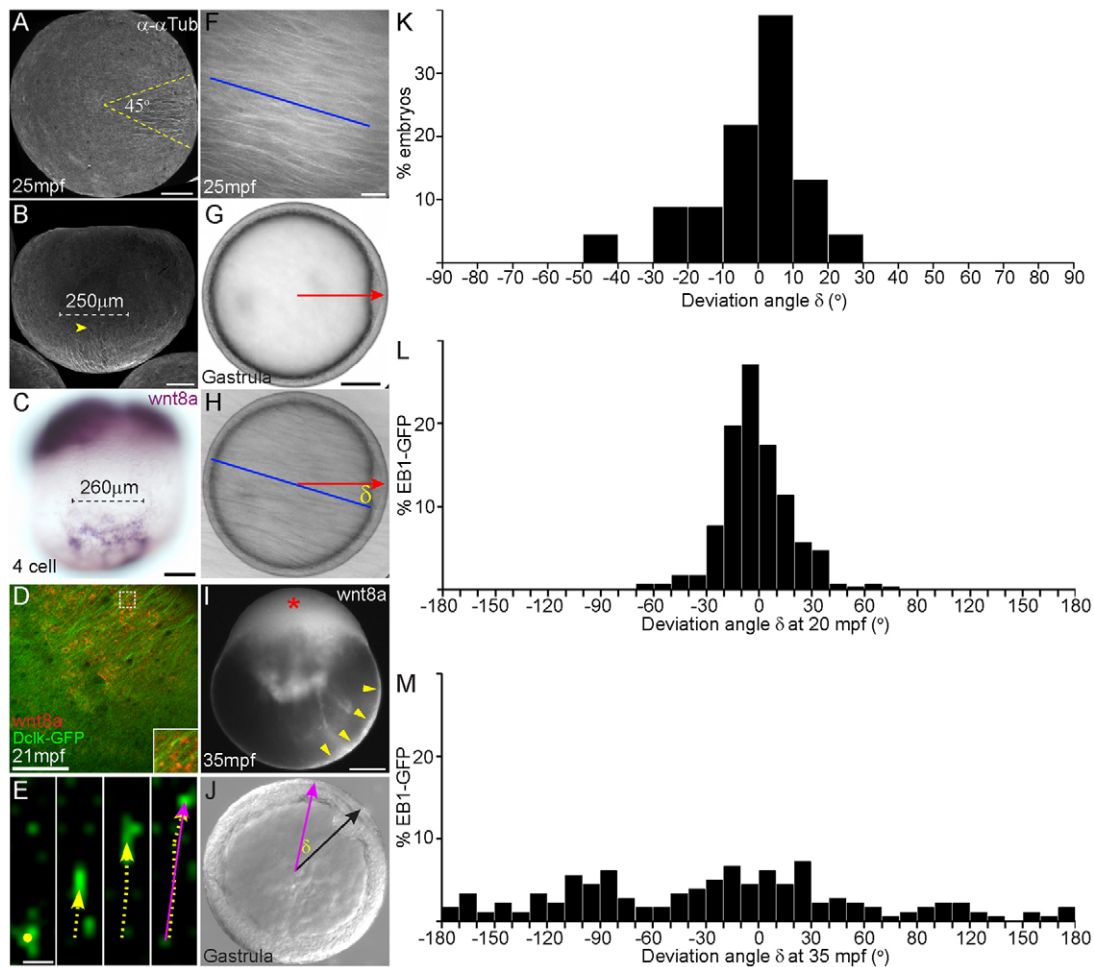 A
α-αTub
45°
25mpf
B
250μm
C
wnt8a
260μm
4 cell
D
wnt8a
Dclk-GFP
21mpf
E
F
25mpf
G
Gastrula
H
δ
I
wnt8a
*
35mpf
J
δ
Gastrula
K
% embryos
30
20
10
-90 -80 -70 -60 -50 -40 -30 -20 -10 0 10 20 30 40 50 60 70 80 90
Deviation angle δ (°)
L
% EB1-GFP
20
10
-180 -150 -120 -90 -60 -30 0 30 60 90 120 150 180
Deviation angle δ at 20 mpf (°)
M
% EB1-GFP
20
10
-180 -150 -120 -90 -60 -30 0 30 60 90 120 150 180
Deviation angle δ at 35 mpf (°)